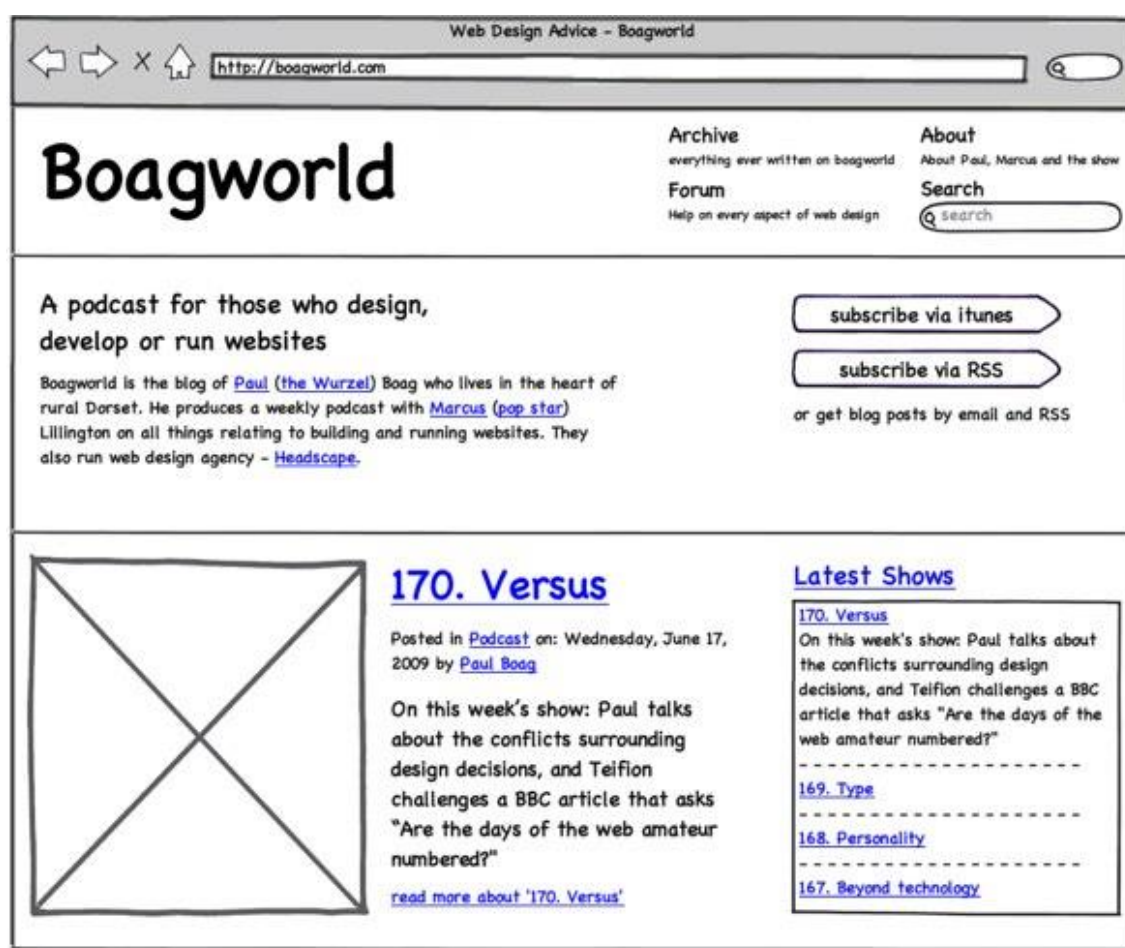 Web Design Advice - Boagworld
http://boagworld.com
Boagworld
Archive
everything ever written on boagworld
Forum
Help on every aspect of web design
About
About Paul, Marcus and the show
Search
search
A podcast for those who design,
develop or run websites
Boagworld is the blog of Paul (the Wurzel) Boag who lives in the heart of
rural Dorset. He produces a weekly podcast with Marcus (pop star)
Lillington on all things relating to building and running websites. They
also run web design agency - Headscape.
subscribe via itunes
subscribe via RSS
or get blog posts by email and RSS
170. Versus
Posted in Podcast on: Wednesday, June 17,
2009 by Paul Boag
On this week's show: Paul talks
about the conflicts surrounding
design decisions, and Teifion
challenges a BBC article that asks
"Are the days of the web amateur
numbered?"
read more about '170. Versus'
Latest Shows
170. Versus
On this week's show: Paul talks about
the conflicts surrounding design
decisions, and Teifion challenges a BBC
article that asks "Are the days of the
web amateur numbered?"
169. Type
168. Personality
167. Beyond technology